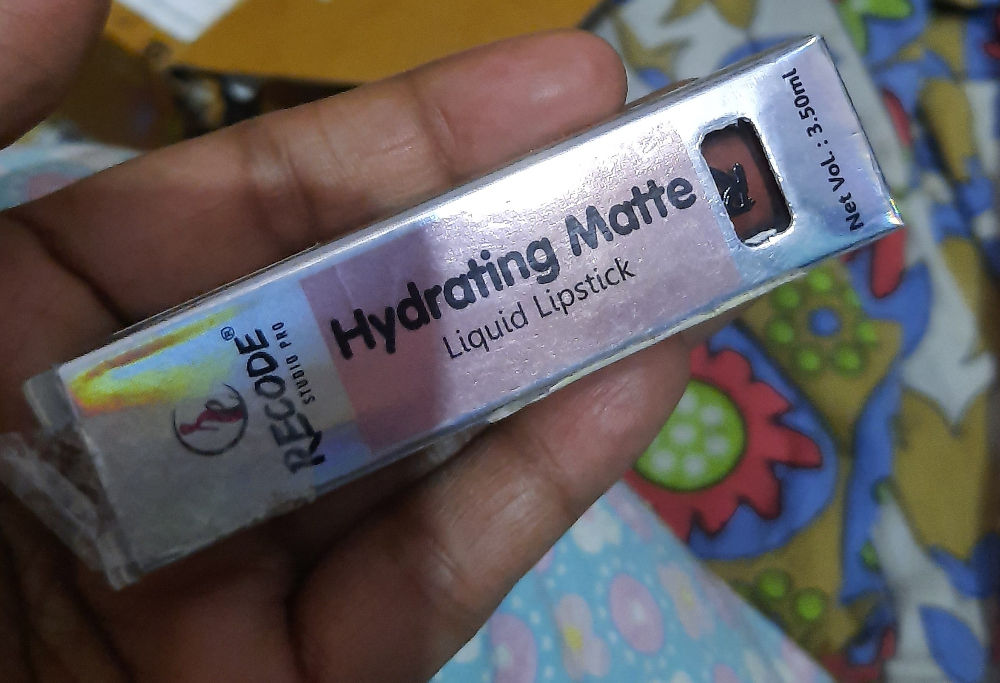 RECODE®
STUDIO PRO
Hydrating Matte
Liquid Lipstick
Net Vol.: 3.50ml